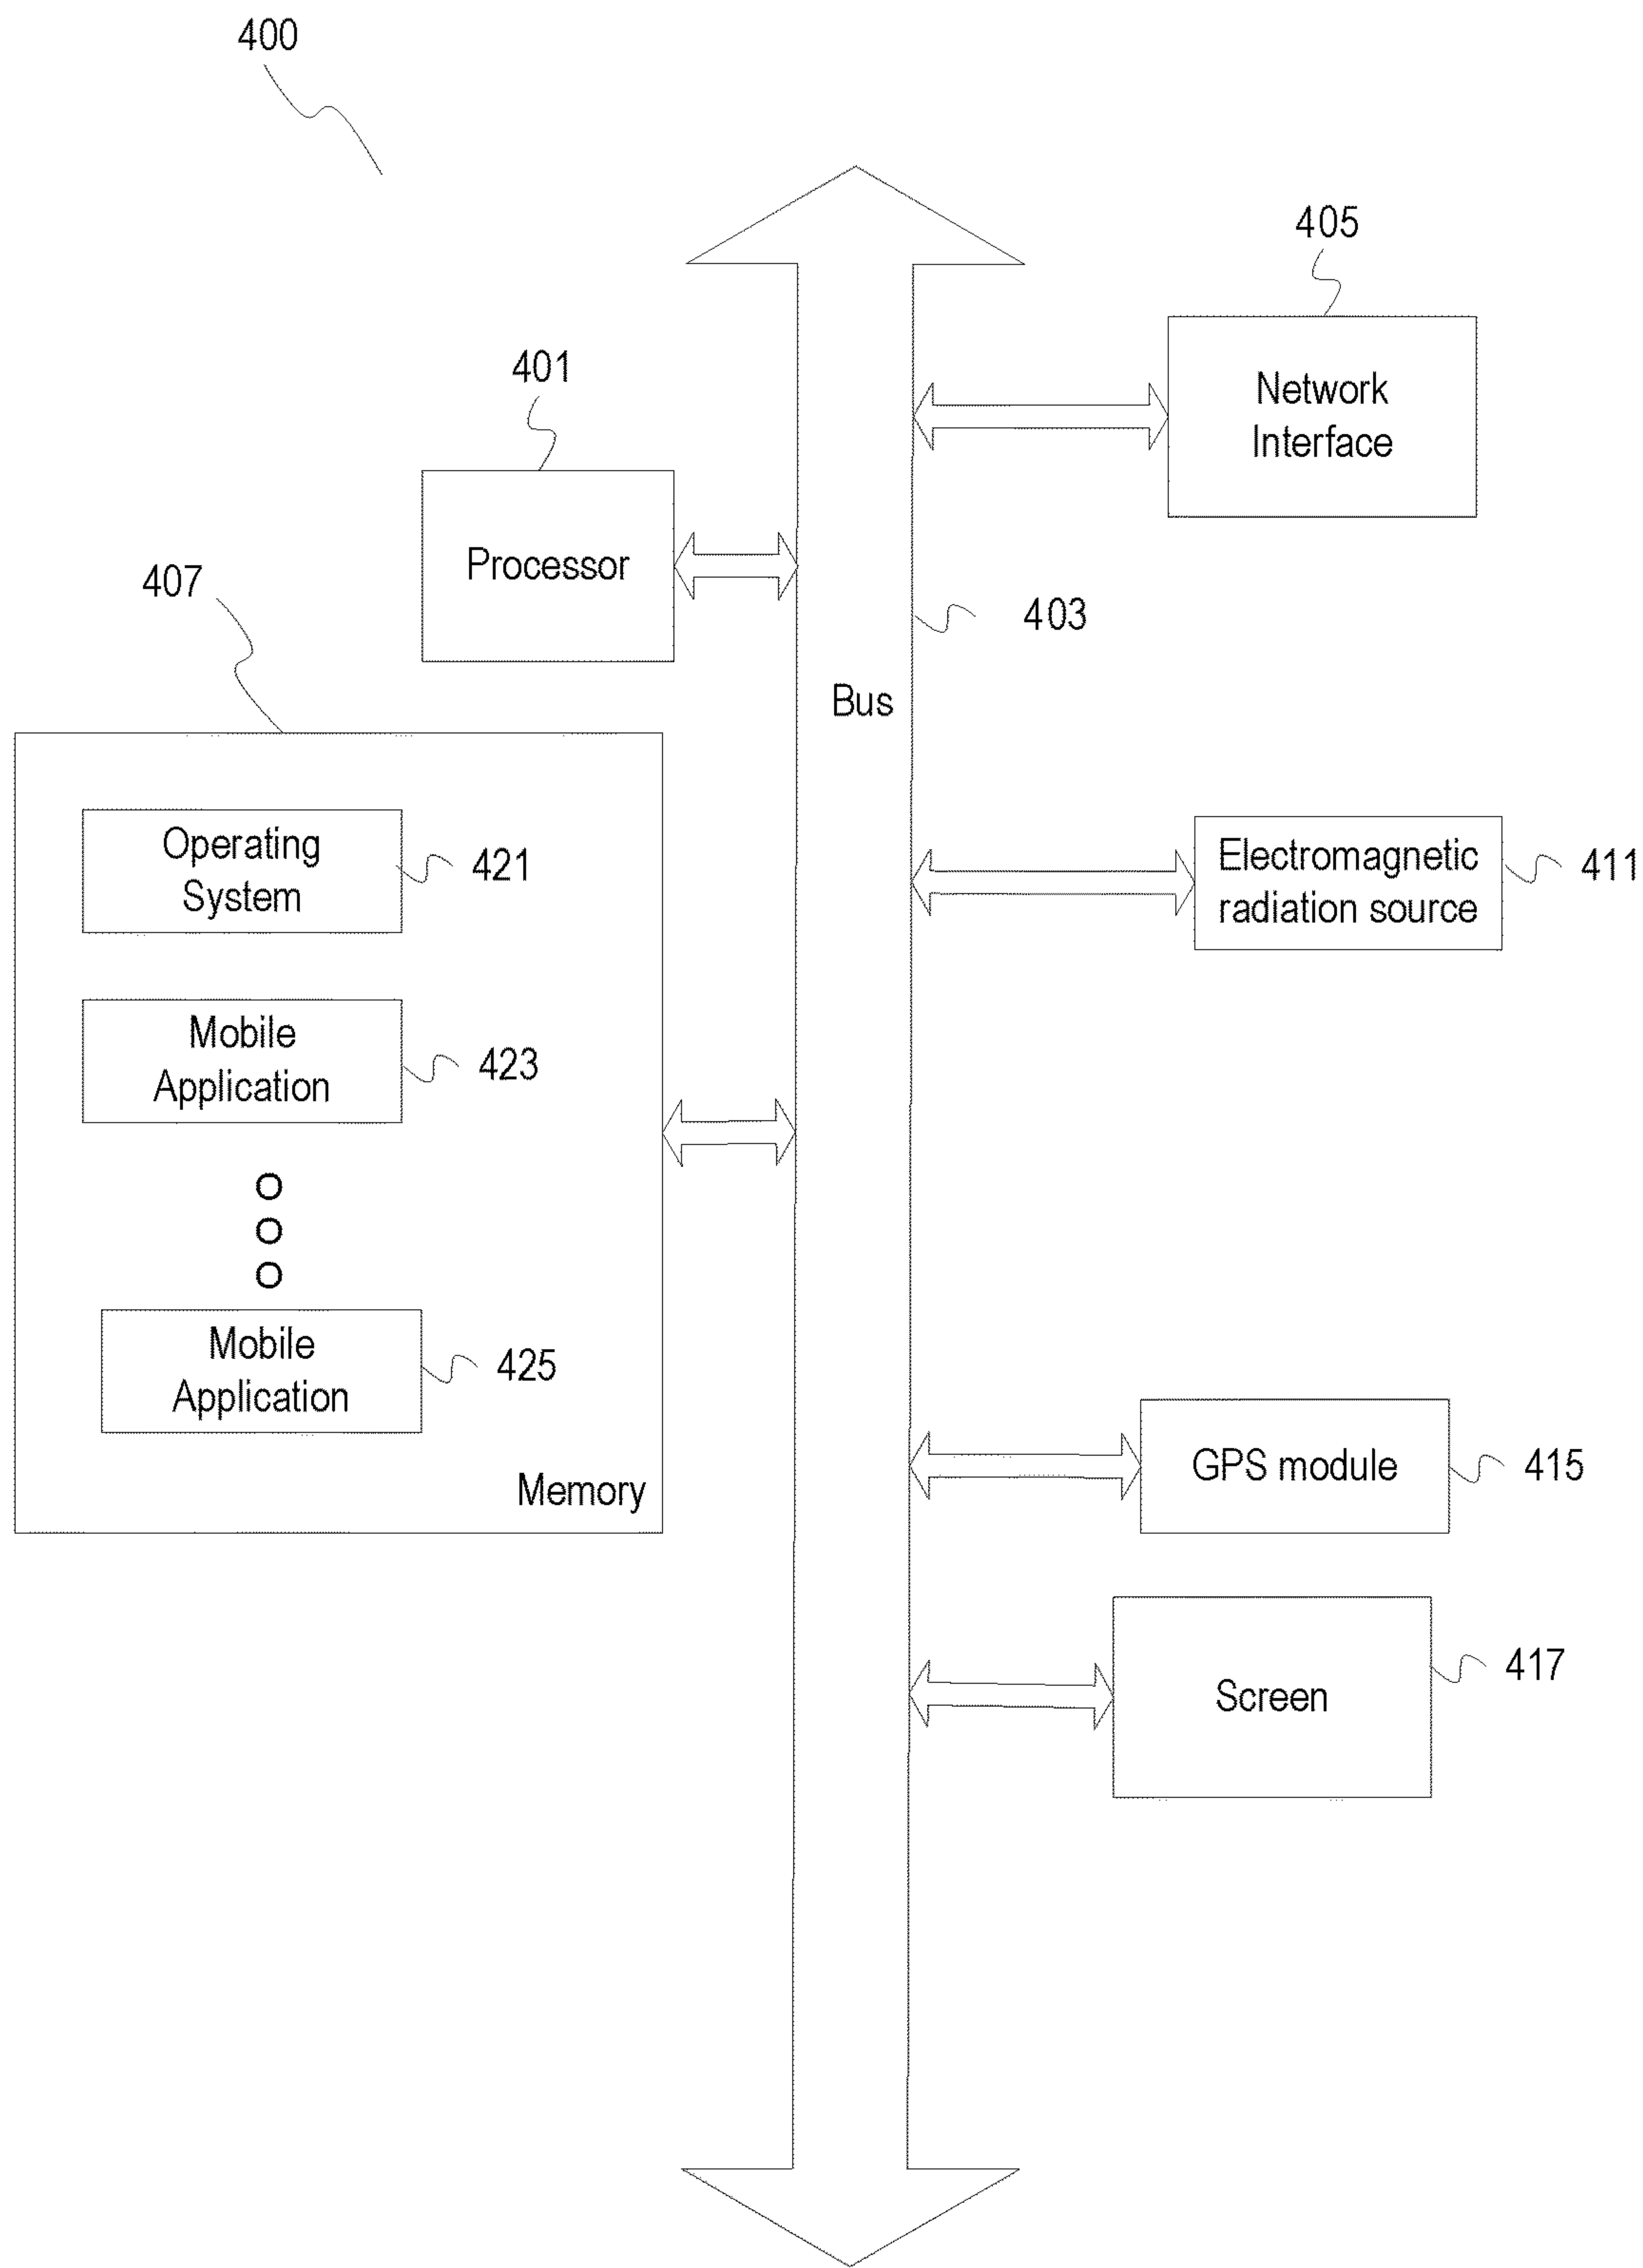 400
405
Network
Interface
401
Processor
403
407
Bus
Operating
System
421
Electromagnetic
radiation source
411
Mobile
Application
423
Mobile
Application
425
GPS module
415
Memory
Screen
417